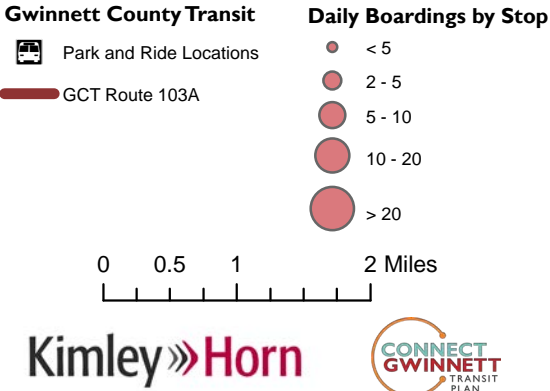 Gwinnett County Transit
Park and Ride Locations
GCT Route 103A
Daily Boardings by Stop
< 5
2 - 5
5 - 10
10 - 20
> 20
0 0.5 1 2 Miles
Kimley»Horn
CONNECT
GWINNETT
TRANSIT
PLAN